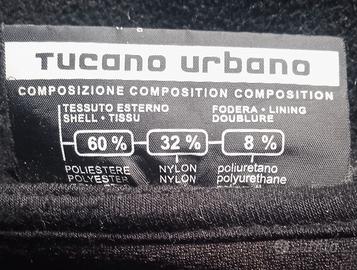 Tucano urbano
COMPOSIZIONE COMPOSITION COMPOSITION
TESSUTO ESTERNO FODERA • LINING
SHELL • TISSU DOUBLURE
60 % 32 % 8 %
POLIESTERE NYLON poliuretano
POLYESTER NYLON polyurethane